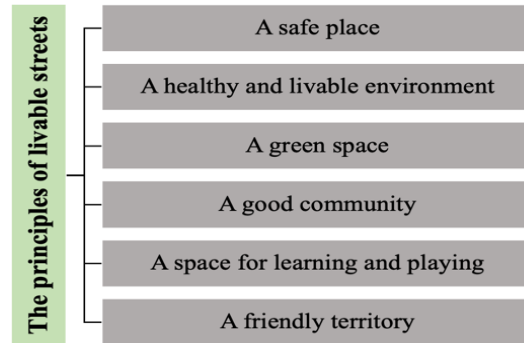 The principles of livable streets
A safe place
A healthy and livable environment
A green space
A good community
A space for learning and playing
A friendly territory